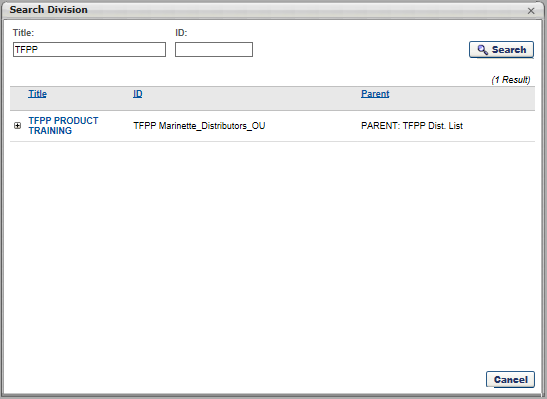 Search Division
Title: ID:
TFPP
Search
(1 Result)
Title ID Parent
TFPP PRODUCT
TRAINING
TFPP Marinette_Distributors_OU
PARENT: TFPP Dist. List
Cancel